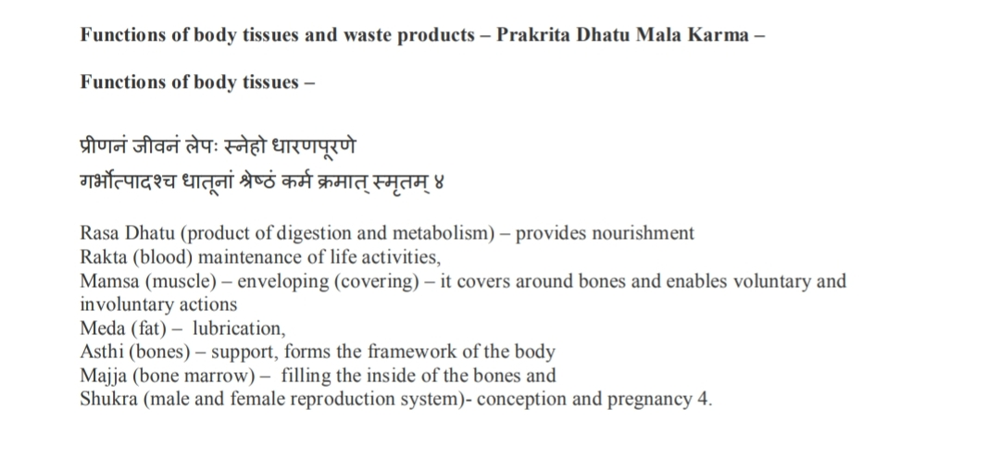 Functions of body tissues and waste products – Prakrita Dhatu Mala Karma –
Functions of body tissues –
प्रीणनं जीवनं लेपः स्नेहो धारणपूरणे
गर्भोत्पादश्च धातूनां श्रेष्ठं कर्म क्रमात् स्मृतम् ४
Rasa Dhatu (product of digestion and metabolism) – provides nourishment
Rakta (blood) maintenance of life activities,
Mamsa (muscle) – enveloping (covering) – it covers around bones and enables voluntary and
involuntary actions
Meda (fat) – lubrication,
Asthi (bones) – support, forms the framework of the body
Majja (bone marrow) – filling the inside of the bones and
Shukra (male and female reproduction system)- conception and pregnancy 4.